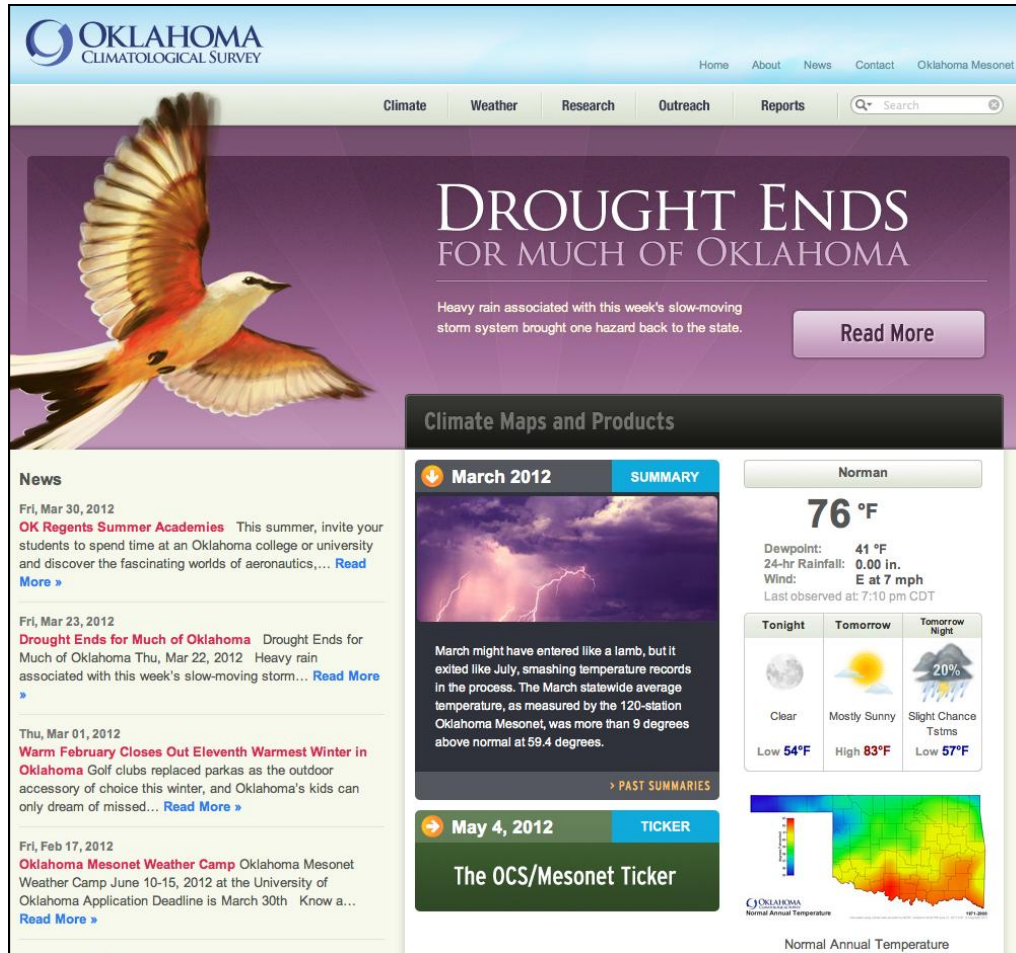 OKLAHOMA
CLIMATOLOGICAL SURVEY
Home About News Contact Oklahoma Mesonet
Climate Weather Research Outreach Reports Search
DROUGHT ENDS
FOR MUCH OF OKLAHOMA
Heavy rain associated with this week's slow-moving
storm system brought one hazard back to the state.
Read More
Climate Maps and Products
News
Fri, Mar 30, 2012
OK Regents Summer Academies This summer, invite your
students to spend time at an Oklahoma college or university
and discover the fascinating worlds of aeronautics,... Read
More »
Fri, Mar 23, 2012
Drought Ends for Much of Oklahoma Drought Ends for
Much of Oklahoma Thu, Mar 22, 2012 Heavy rain
associated with this week's slow-moving storm... Read More
»
Thu, Mar 01, 2012
Warm February Closes Out Eleventh Warmest Winter in
Oklahoma Golf clubs replaced parkas as the outdoor
accessory of choice this winter, and Oklahoma's kids can
only dream of missed... Read More »
Fri, Feb 17, 2012
Oklahoma Mesonet Weather Camp Oklahoma Mesonet
Weather Camp June 10-15, 2012 at the University of
Oklahoma Application Deadline is March 30th Know a...
Read More »
March 2012 SUMMARY
March might have entered like a lamb, but it
exited like July, smashing temperature records
in the process. The March statewide average
temperature, as measured by the 120-station
Oklahoma Mesonet, was more than 9 degrees
above normal at 59.4 degrees.
> PAST SUMMARIES
May 4, 2012 TICKER
The OCS/Mesonet Ticker
Norman
76 °F
Dewpoint: 41 °F
24-hr Rainfall: 0.00 in.
Wind: E at 7 mph
Last observed at: 7:10 pm CDT
Tonight Tomorrow Tomorrow
Night
20%
Clear Mostly Sunny Slight Chance
Tstms
Low 54°F High 83°F Low 57°F
OKLAHOMA
Normal Annual Temperature
1971-2000
Normal Annual Temperature